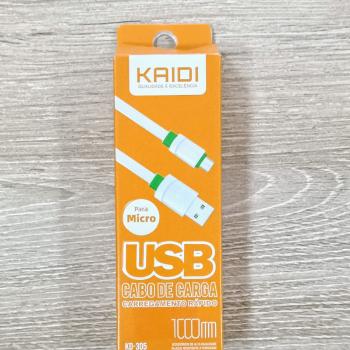 KAIDI
QUALIDADE & EXCELÊNCIA
Para
Micro
USB
CABO DE CARGA
CARREGAMENTO RÁPIDO
1000mm
KD-305